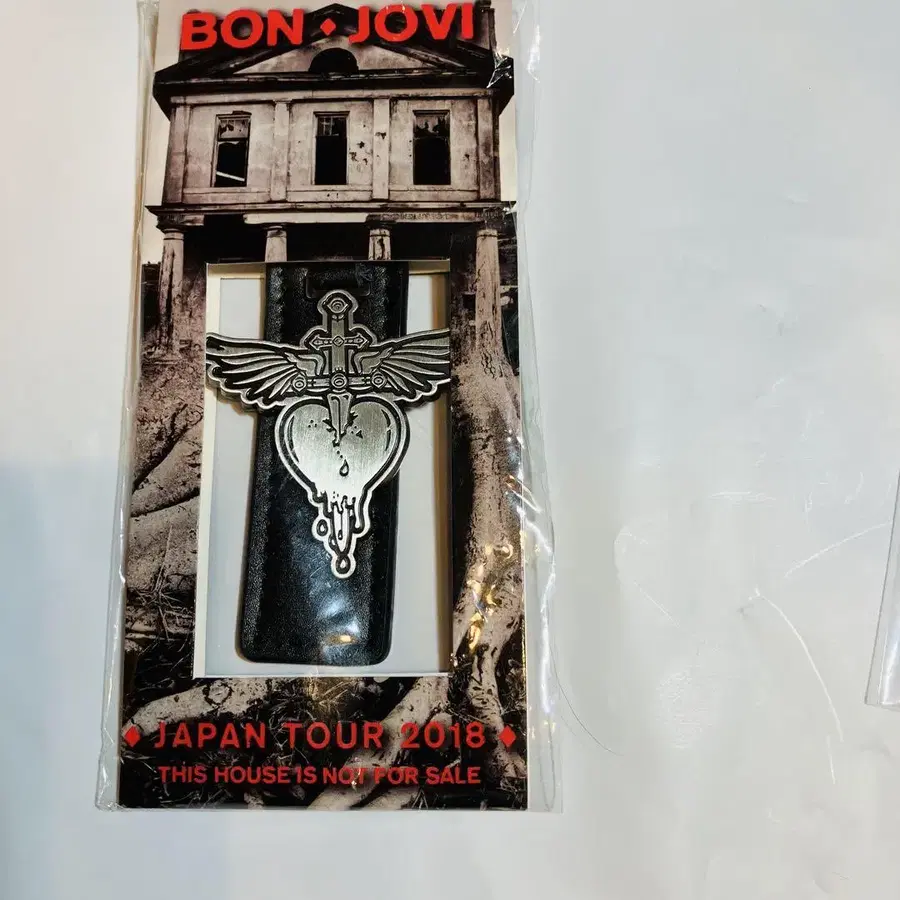 BON♦JOVI
♦ JAPAN TOUR 2018 ♦
THIS HOUSE IS NOT FOR SALE